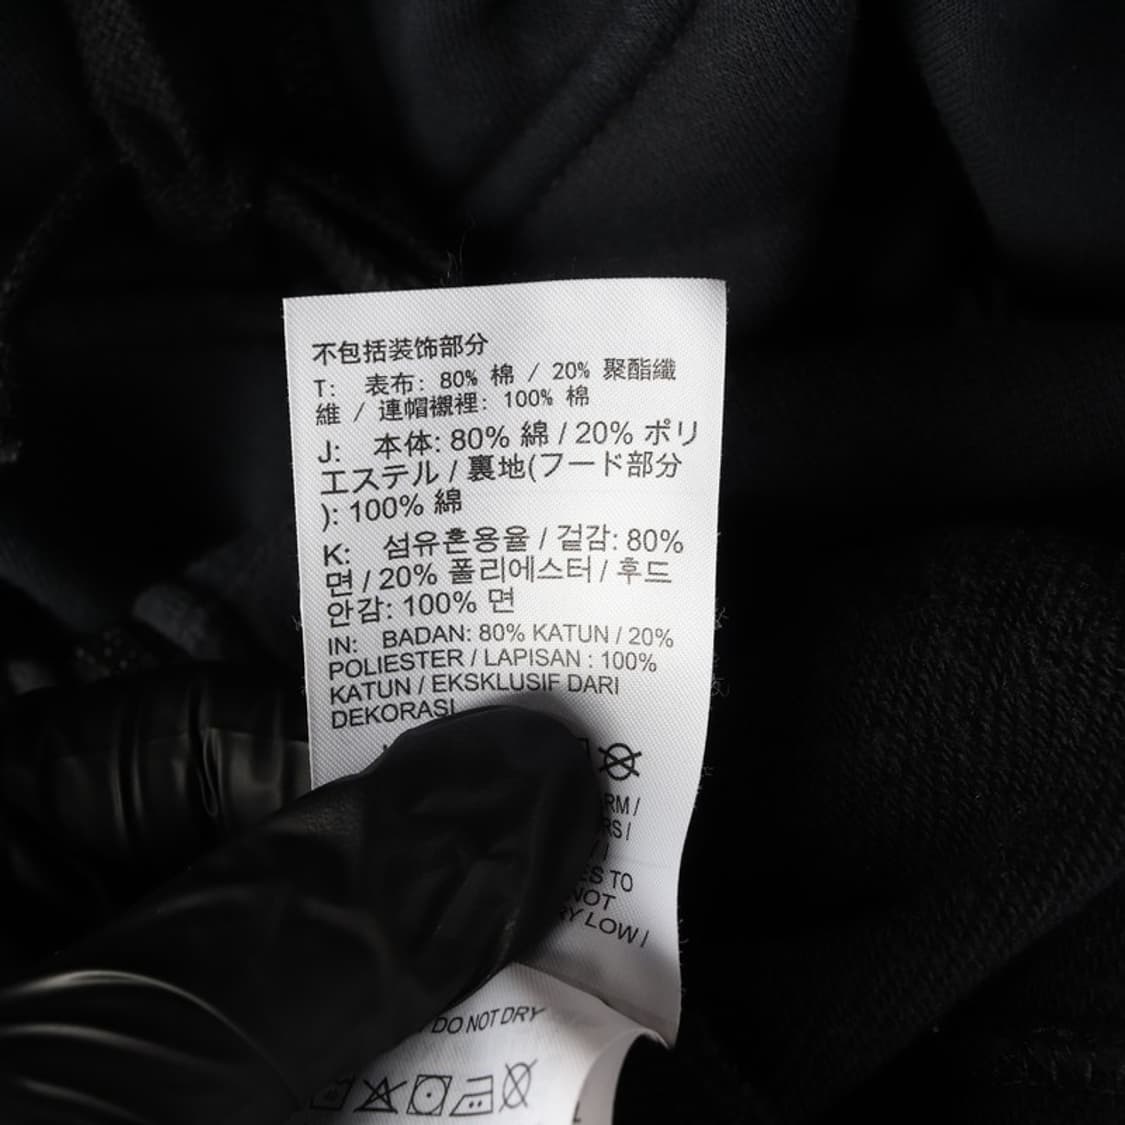 不包括装饰部分
T: 表布: 80% 棉 / 20% 聚酯纖
維 / 連帽襯裡: 100% 棉
J: 本体: 80% 綿 / 20% ポリ
エステル / 裏地(フード部分
): 100% 綿
K: 섬유혼용율 / 겉감: 80%
면 / 20% 폴리에스터 / 후드
안감: 100% 면
IN: BADAN: 80% KATUN / 20%
POLIESTER / LAPISAN : 100%
KATUN / EKSKLUSIF DARI
DEKORASI
TO
NOT
LOW /
/ DO NOT DRY